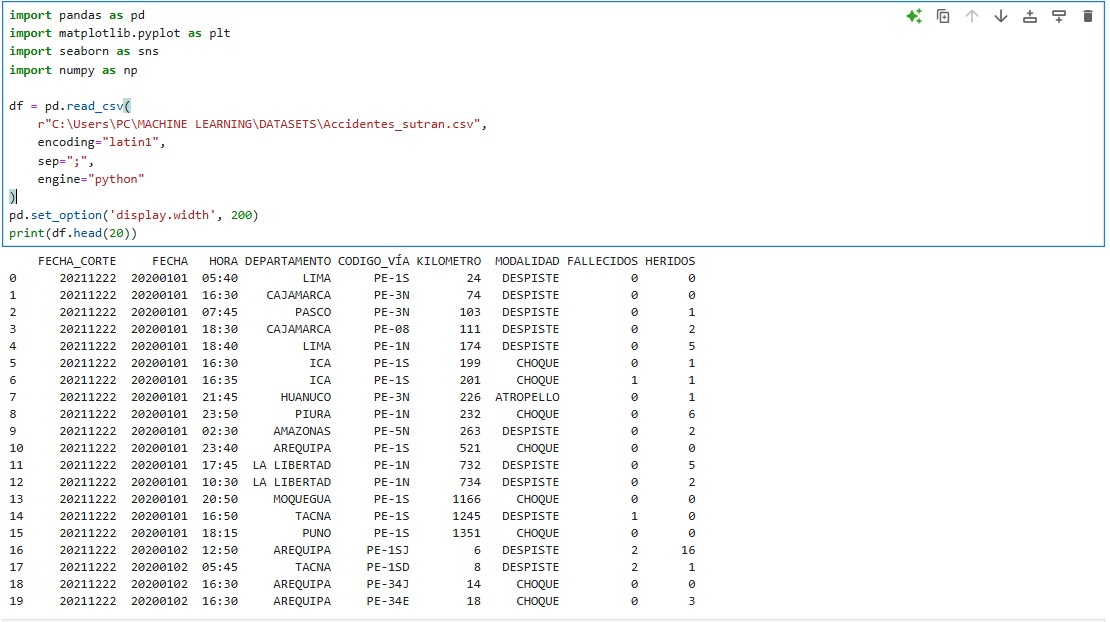 import pandas as pd
import matplotlib.pyplot as plt
import seaborn as sns
import numpy as np
df = pd.read_csv(
r"C:\Users\PC\MACHINE LEARNING\DATASETS\Accidentes_sutran.csv",
encoding="latin1",
sep=";",
engine="python"
)
pd.set_option('display.width', 200)
print(df.head(20))
FECHA_CORTE FECHA HORA DEPARTAMENTO CODIGO_VÍA KILOMETRO MODALIDAD FALLECIDOS HERIDOS
0 20211222 20200101 05:40 LIMA PE-1S 24 DESPISTE 0 0
1 20211222 20200101 16:30 CAJAMARCA PE-3N 74 DESPISTE 0 0
2 20211222 20200101 07:45 PASCO PE-3N 103 DESPISTE 0 1
3 20211222 20200101 18:30 CAJAMARCA PE-08 111 DESPISTE 0 2
4 20211222 20200101 18:40 LIMA PE-1N 174 DESPISTE 0 5
5 20211222 20200101 16:30 ICA PE-1S 199 CHOQUE 0 1
6 20211222 20200101 16:35 ICA PE-1S 201 CHOQUE 1 1
7 20211222 20200101 21:45 HUANUCO PE-3N 226 ATROPELLO 0 1
8 20211222 20200101 23:50 PIURA PE-1N 232 CHOQUE 0 6
9 20211222 20200101 02:30 AMAZONAS PE-5N 263 DESPISTE 0 2
10 20211222 20200101 23:40 AREQUIPA PE-1S 521 CHOQUE 0 0
11 20211222 20200101 17:45 LA LIBERTAD PE-1N 732 DESPISTE 0 5
12 20211222 20200101 10:30 LA LIBERTAD PE-1N 734 DESPISTE 0 2
13 20211222 20200101 20:50 MOQUEGUA PE-1S 1166 CHOQUE 0 0
14 20211222 20200101 16:50 TACNA PE-1S 1245 DESPISTE 1 0
15 20211222 20200101 18:15 PUNO PE-1S 1351 CHOQUE 0 0
16 20211222 20200102 12:50 AREQUIPA PE-1SJ 6 DESPISTE 2 16
17 20211222 20200102 05:45 TACNA PE-1SD 8 DESPISTE 2 1
18 20211222 20200102 16:30 AREQUIPA PE-34J 14 CHOQUE 0 0
19 20211222 20200102 16:30 AREQUIPA PE-34E 18 CHOQUE 0 3